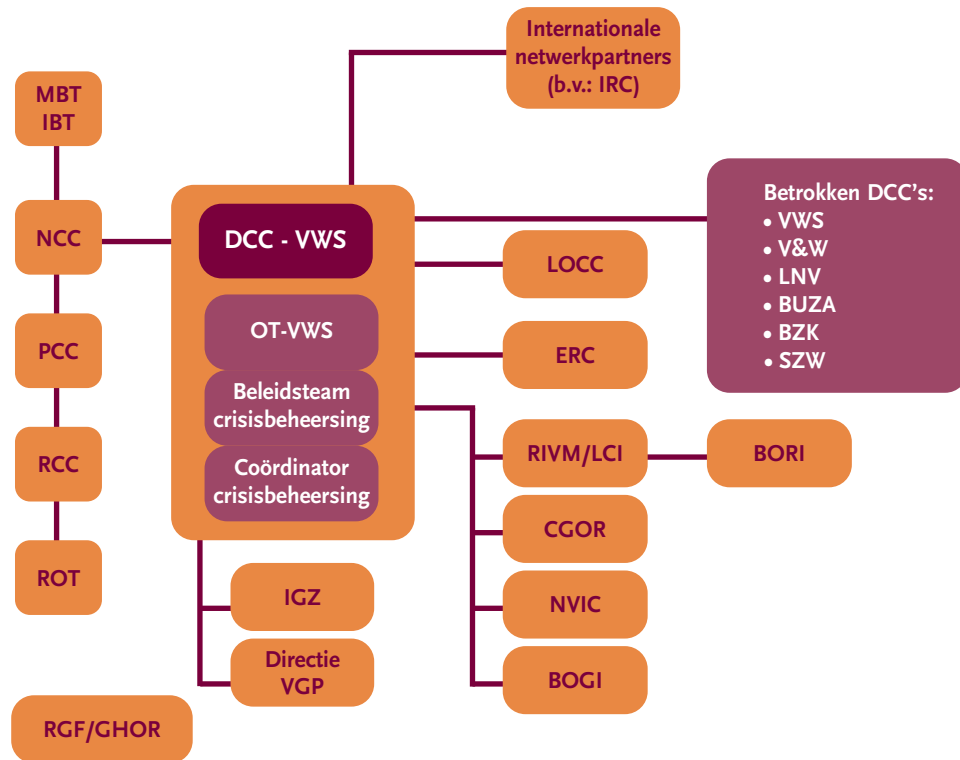 Internationale
netwerkpartners
(b.v.: IRC)
MBT
IBT
NCC
PCC
RCC
ROT
DCC - VWS
OT-VWS
Beleidsteam
crisisbeheersing
Coördinator
crisisbeheersing
Betrokken DCC's:
• VWS
• V&W
• LNV
• BUZA
• BZK
• SZW
LOCC
ERC
RIVM/LCI
BORI
CGOR
NVIC
BOGI
IGZ
Directie
VGP
RGF/GHOR